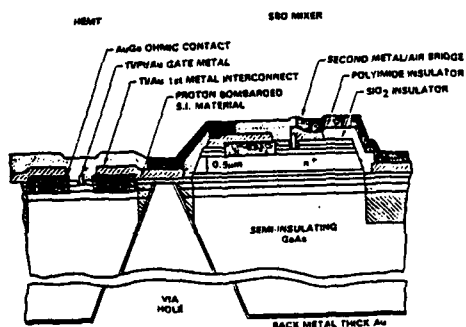 HEMT
SBD MIXER
AuGe OHMIC CONTACT
Ti/Pt/Au GATE METAL
Ti/Au 1st METAL INTERCONNECT
PROTON BOMBARDED
S.I. MATERIAL
SECOND METAL/AIR BRIDGE
POLYIMIDE INSULATOR
SiO2 INSULATOR
0.5µm
n+
SEMI-INSULATING
GaAs
VIA
HOLE
BACK METAL THICK Au